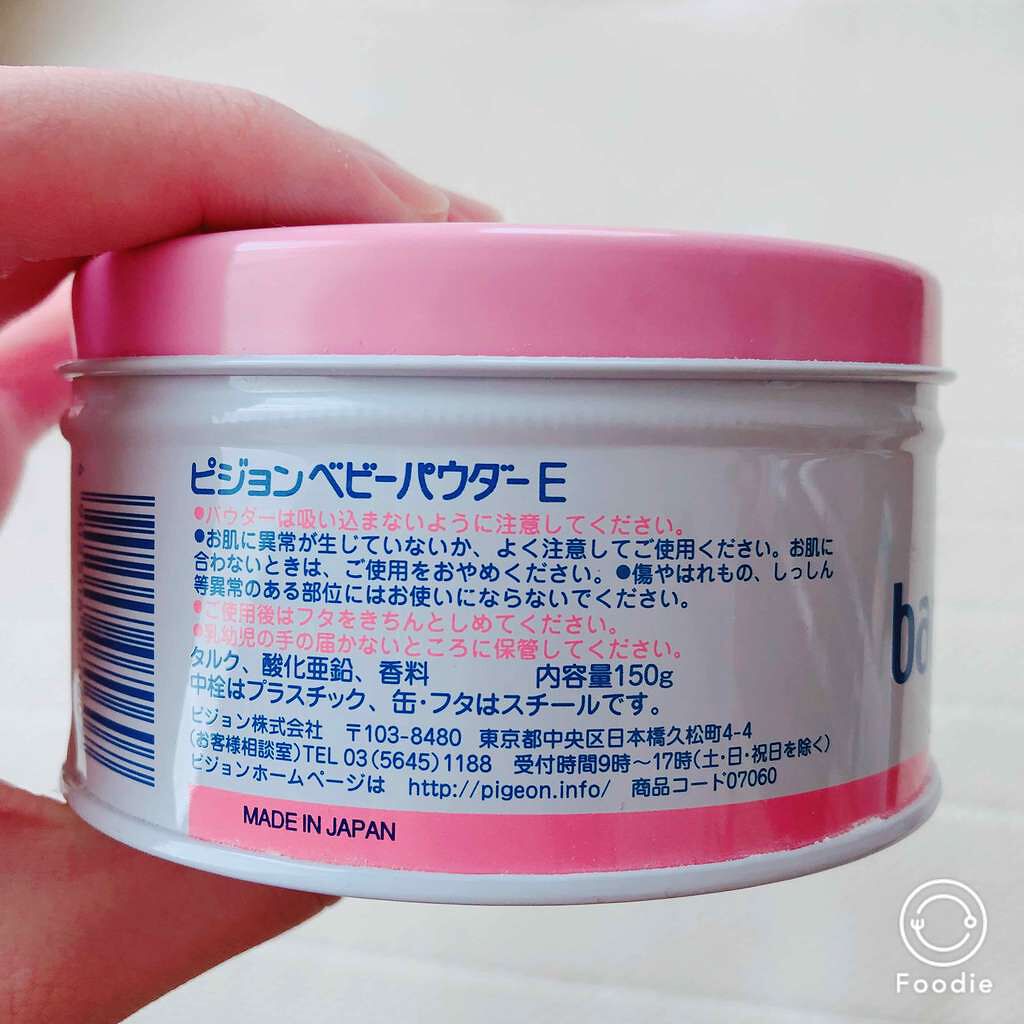 ピジョン ベビーパウダー E
●パウダーは吸い込まないように注意してください。
●お肌に異常が生じていないか、よく注意してご使用ください。お肌に
合わないときは、ご使用をおやめください。●傷やはれもの、しっしん
等異常のある部位にはお使いにならないでください。
●ご使用後はフタをきちんとしめてください。
●乳幼児の手の届かないところに保管してください。
タルク、酸化亜鉛、香料 内容量150g
中栓はプラスチック、缶・フタはスチールです。
ピジョン株式会社 〒103-8480 東京都中央区日本橋久松町4-4
(お客様相談室)TEL 03(5645)1188 受付時間9時〜17時(土・日・祝日を除く)
ピジョンホームページは http://pigeon.info/ 商品コード07060
MADE IN JAPAN
ba
Foodie